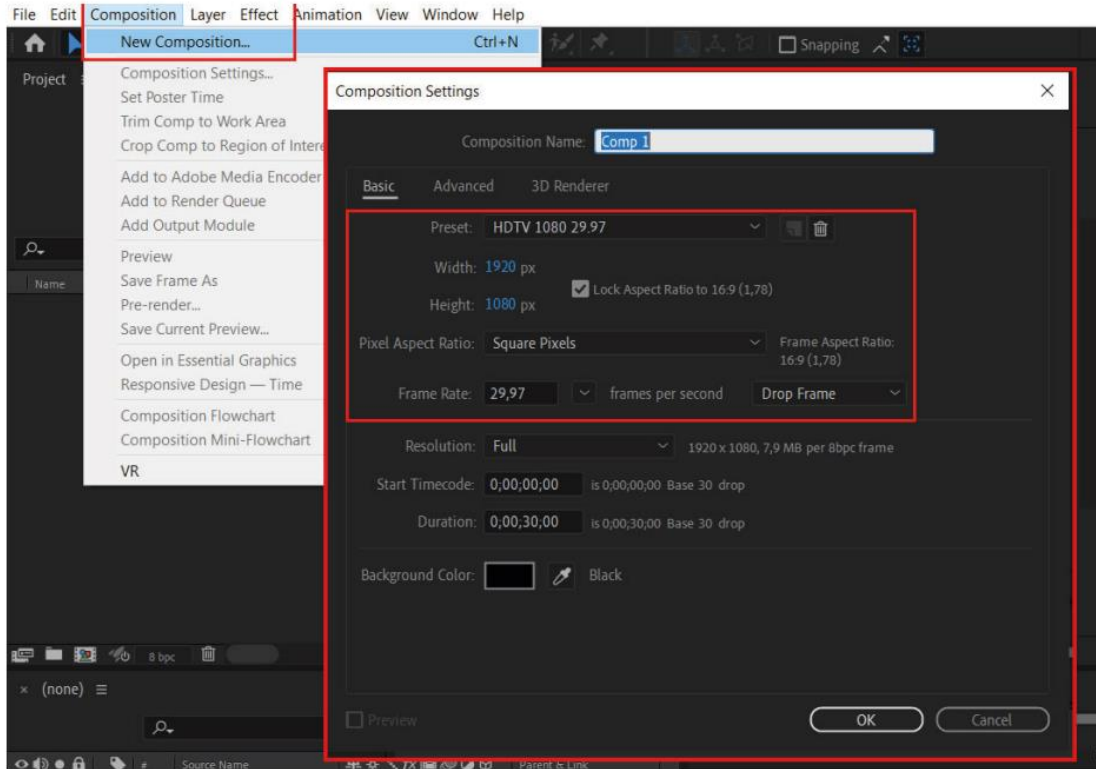 File Edit Composition Layer Effect Animation View Window Help
New Composition... Ctrl+N
Snapping
Project
Composition Settings...
Set Poster Time
Trim Comp to Work Area
Crop Comp to Region of Intere
Add to Adobe Media Encoder
Add to Render Queue
Add Output Module
Preview
Save Frame As
Pre-render...
Save Current Preview...
Open in Essential Graphics
Responsive Design — Time
Composition Flowchart
Composition Mini-Flowchart
VR
Name
8 bpc
(none)
# Source Name
Parent & Link
Composition Settings
Composition Name: Comp 1
Basic Advanced 3D Renderer
Preset: HDTV 1080 29.97
Width: 1920 px
Lock Aspect Ratio to 16:9 (1,78)
Height: 1080 px
Pixel Aspect Ratio: Square Pixels
Frame Aspect Ratio:
16:9 (1,78)
Frame Rate: 29,97 frames per second Drop Frame
Resolution: Full 1920 x 1080, 7,9 MB per 8bpc frame
Start Timecode: 0;00;00;00 is 0;00;00;00 Base 30 drop
Duration: 0;00;30;00 is 0;00;30;00 Base 30 drop
Background Color: Black
Preview
OK Cancel